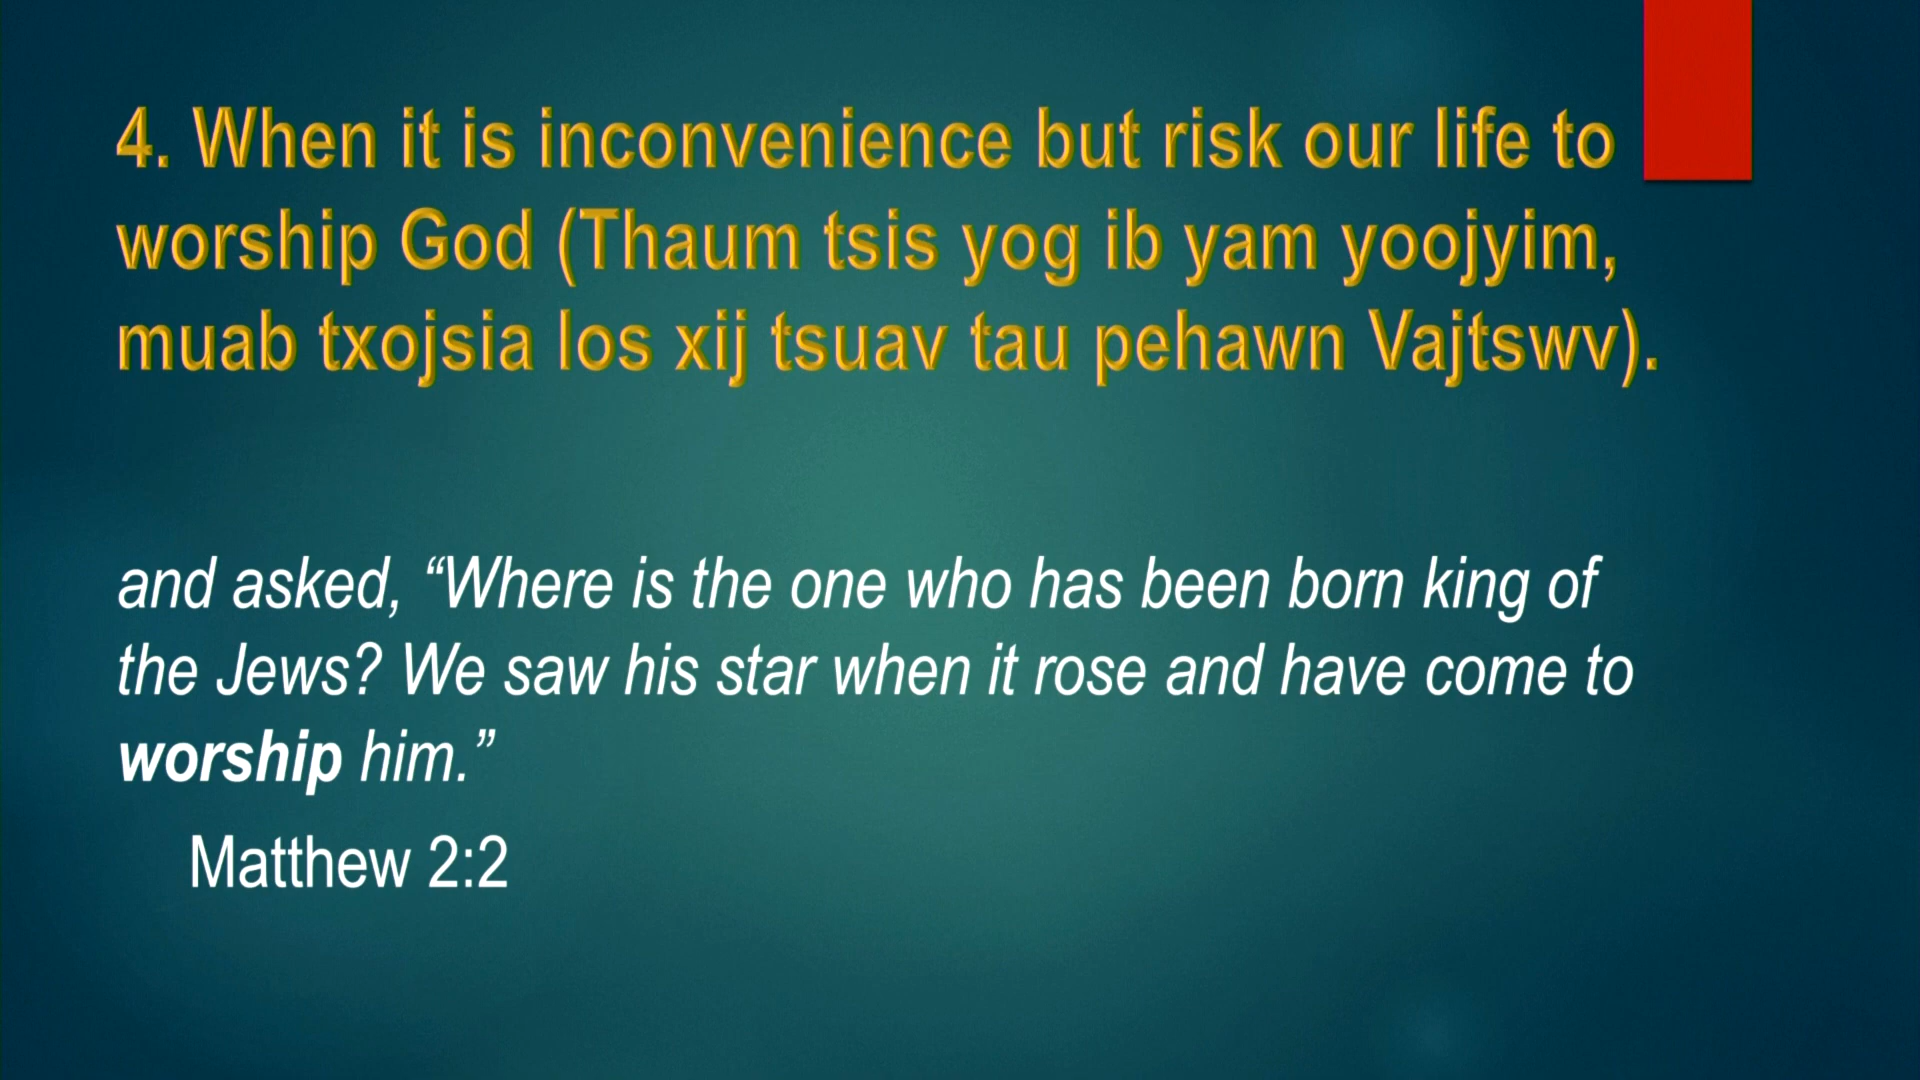 4. When it is inconvenience but risk our life to
worship God (Thaum tsis yog ib yam yoojyim,
muab txojsia los xij tsuav tau pehawn Vajtswv).
and asked, “Where is the one who has been born king of
the Jews? We saw his star when it rose and have come to
worship him.”
Matthew 2:2